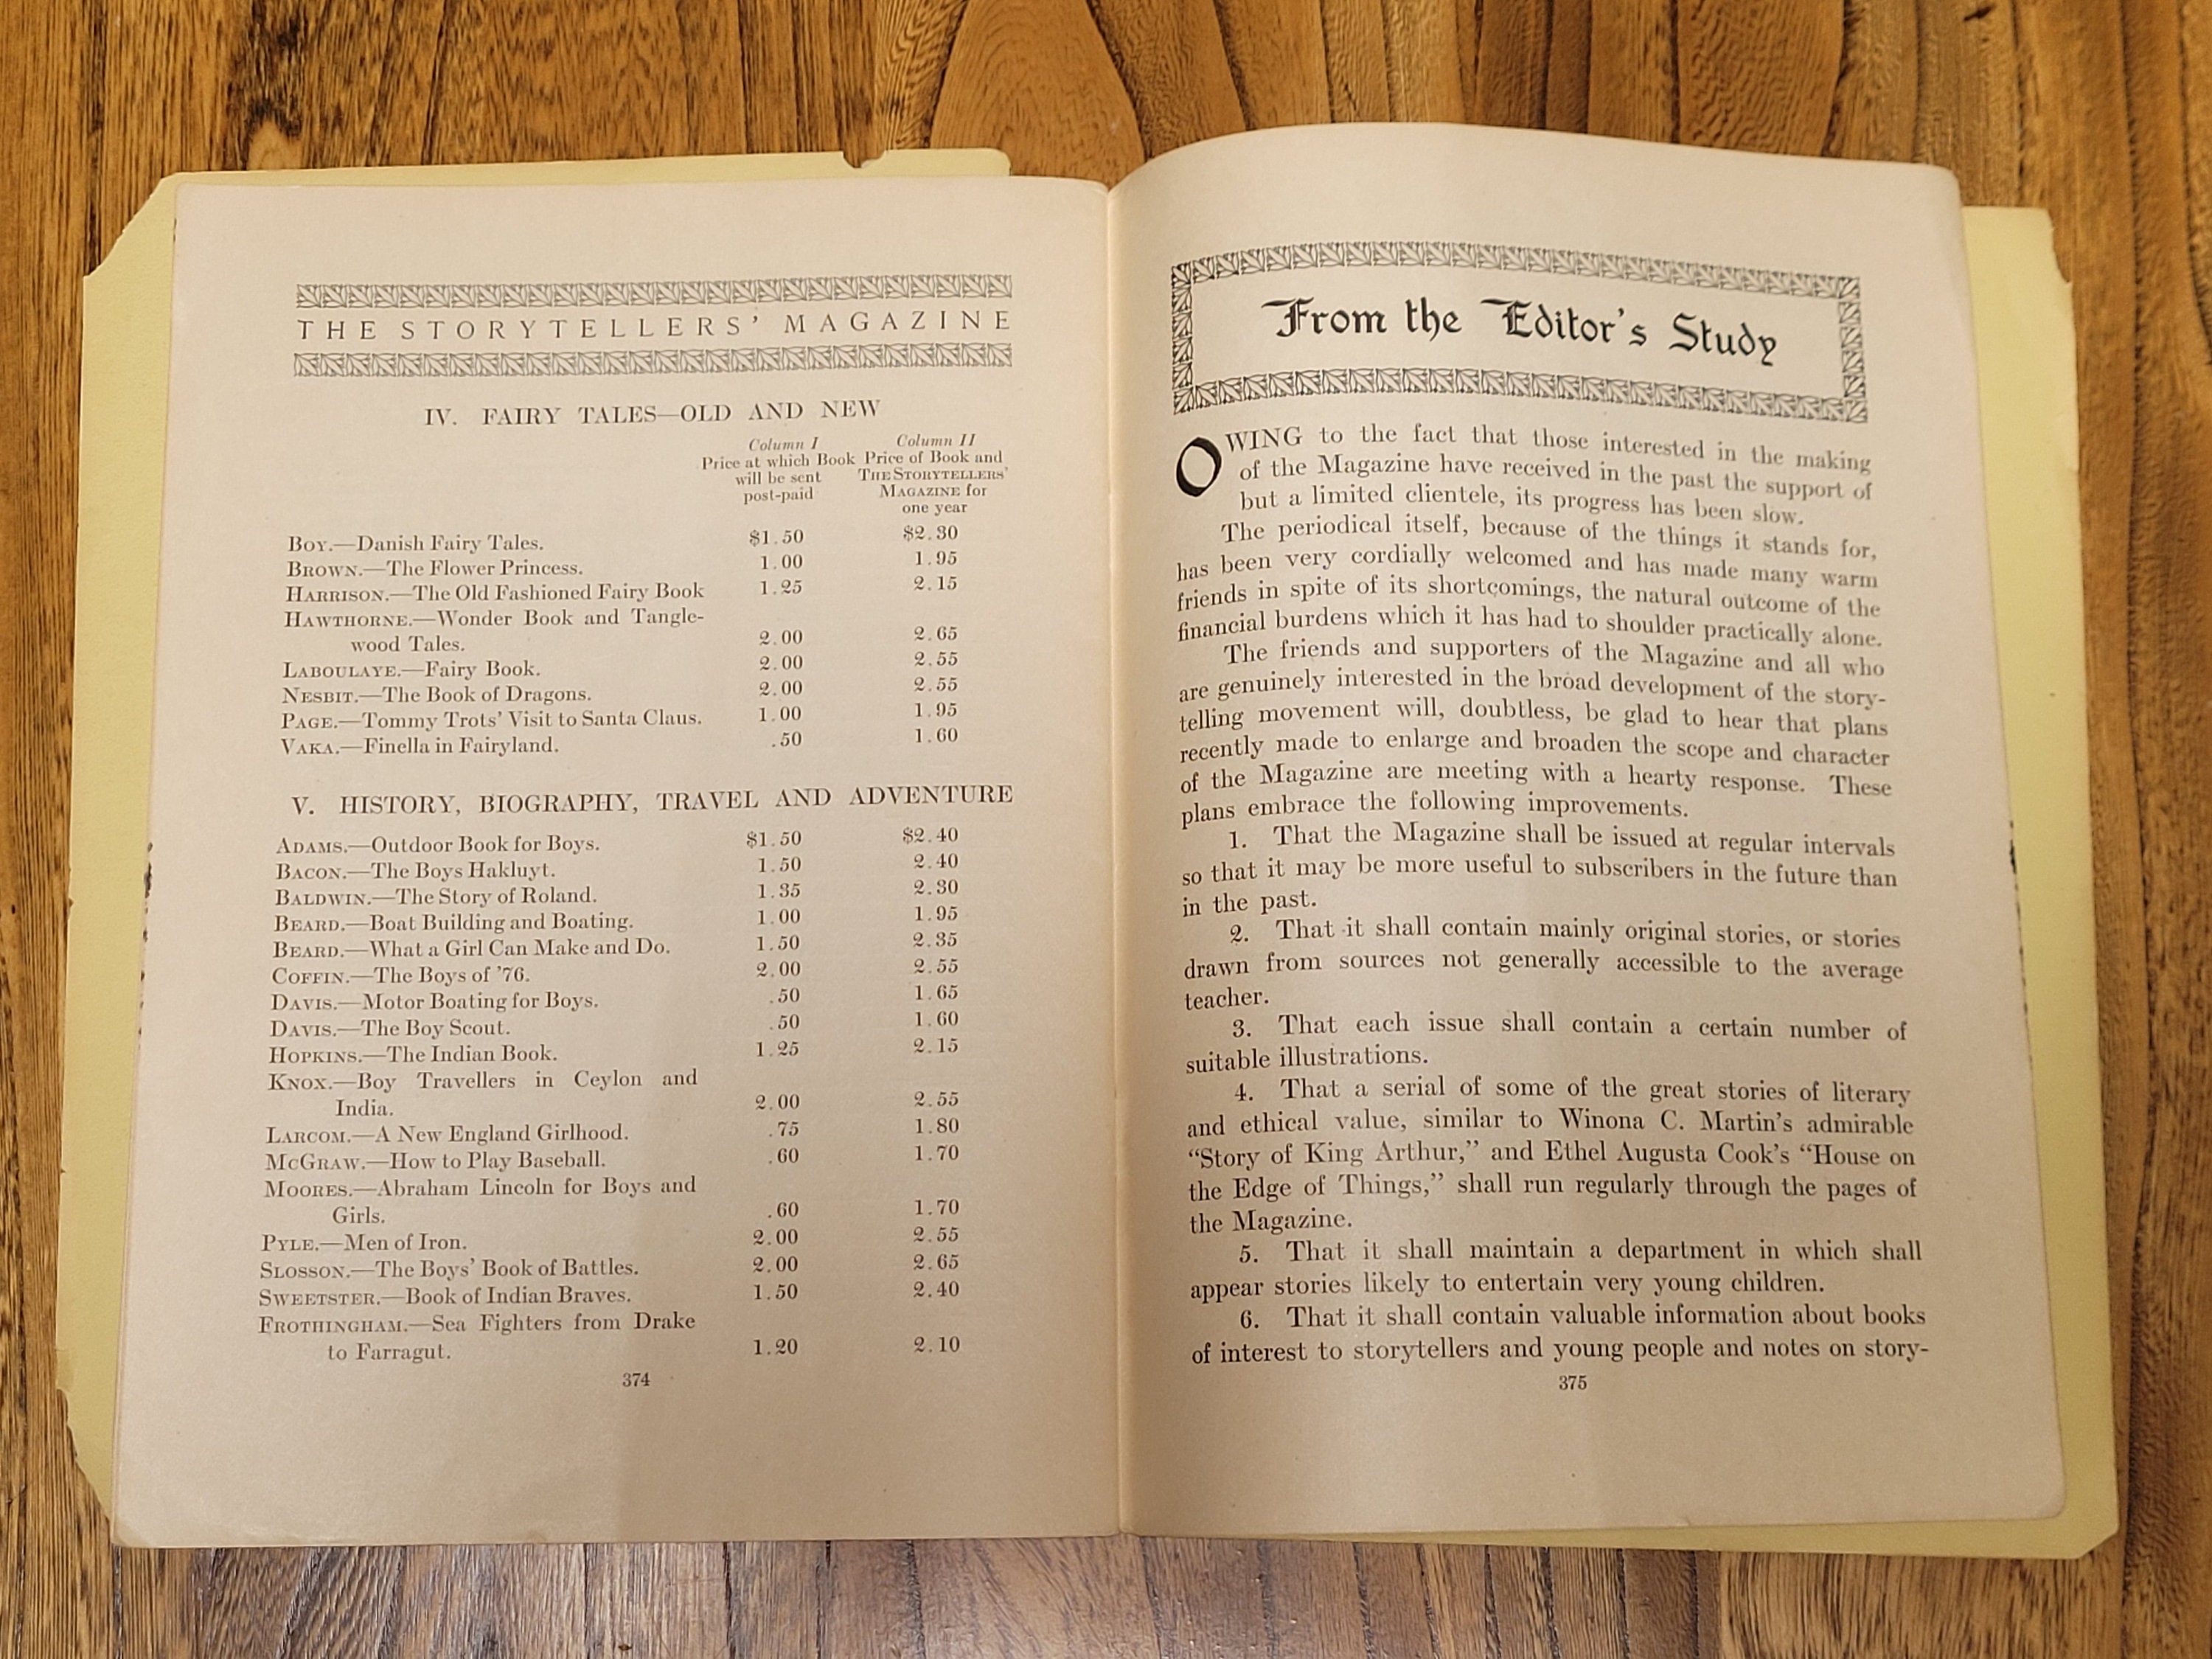 THE STORYTELLERS' MAGAZINE
IV. FAIRY TALES—OLD AND NEW
Column I Column II
Price at which Book Price of Book and
will be sent THE STORYTELLERS'
post-paid MAGAZINE for
one year
BOY.—Danish Fairy Tales. $1.50 $2.30
BROWN.—The Flower Princess. 1.00 1.95
HARRISON.—The Old Fashioned Fairy Book 1.25 2.15
HAWTHORNE.—Wonder Book and Tangle-
wood Tales. 2.00 2.65
LABOULAYE.—Fairy Book. 2.00 2.55
NESBIT.—The Book of Dragons. 2.00 2.55
PAGE.—Tommy Trots' Visit to Santa Claus. 1.00 1.95
VAKA.—Finella in Fairyland. .50 1.60
V. HISTORY, BIOGRAPHY, TRAVEL AND ADVENTURE
ADAMS.—Outdoor Book for Boys. $1.50 $2.40
BACON.—The Boys Hakluyt. 1.50 2.40
BALDWIN.—The Story of Roland. 1.35 2.30
BEARD.—Boat Building and Boating. 1.00 1.95
BEARD.—What a Girl Can Make and Do. 1.50 2.35
COFFIN.—The Boys of '76. 2.00 2.55
DAVIS.—Motor Boating for Boys. .50 1.65
DAVIS.—The Boy Scout. .50 1.60
HOPKINS.—The Indian Book. 1.25 2.15
KNOX.—Boy Travellers in Ceylon and
India. 2.00 2.55
LARCOM.—A New England Girlhood. .75 1.80
MCGRAW.—How to Play Baseball. .60 1.70
MOORES.—Abraham Lincoln for Boys and
Girls. .60 1.70
PYLE.—Men of Iron. 2.00 2.55
SLOSSON.—The Boys' Book of Battles. 2.00 2.65
SWEETSTER.—Book of Indian Braves. 1.50 2.40
FROTHINGHAM.—Sea Fighters from Drake
to Farragut. 1.20 2.10
374
From the Editor's Study
OWING to the fact that those interested in the making
of the Magazine have received in the past the support of
but a limited clientele, its progress has been slow.
The periodical itself, because of the things it stands for,
has been very cordially welcomed and has made many warm
friends in spite of its shortcomings, the natural outcome of the
financial burdens which it has had to shoulder practically alone.
The friends and supporters of the Magazine and all who
are genuinely interested in the broad development of the story-
telling movement will, doubtless, be glad to hear that plans
recently made to enlarge and broaden the scope and character
of the Magazine are meeting with a hearty response. These
plans embrace the following improvements.
1. That the Magazine shall be issued at regular intervals
so that it may be more useful to subscribers in the future than
in the past.
2. That it shall contain mainly original stories, or stories
drawn from sources not generally accessible to the average
teacher.
3. That each issue shall contain a certain number of
suitable illustrations.
4. That a serial of some of the great stories of literary
and ethical value, similar to Winona C. Martin's admirable
"Story of King Arthur," and Ethel Augusta Cook's "House on
the Edge of Things," shall run regularly through the pages of
the Magazine.
5. That it shall maintain a department in which shall
appear stories likely to entertain very young children.
6. That it shall contain valuable information about books
of interest to storytellers and young people and notes on story-
375